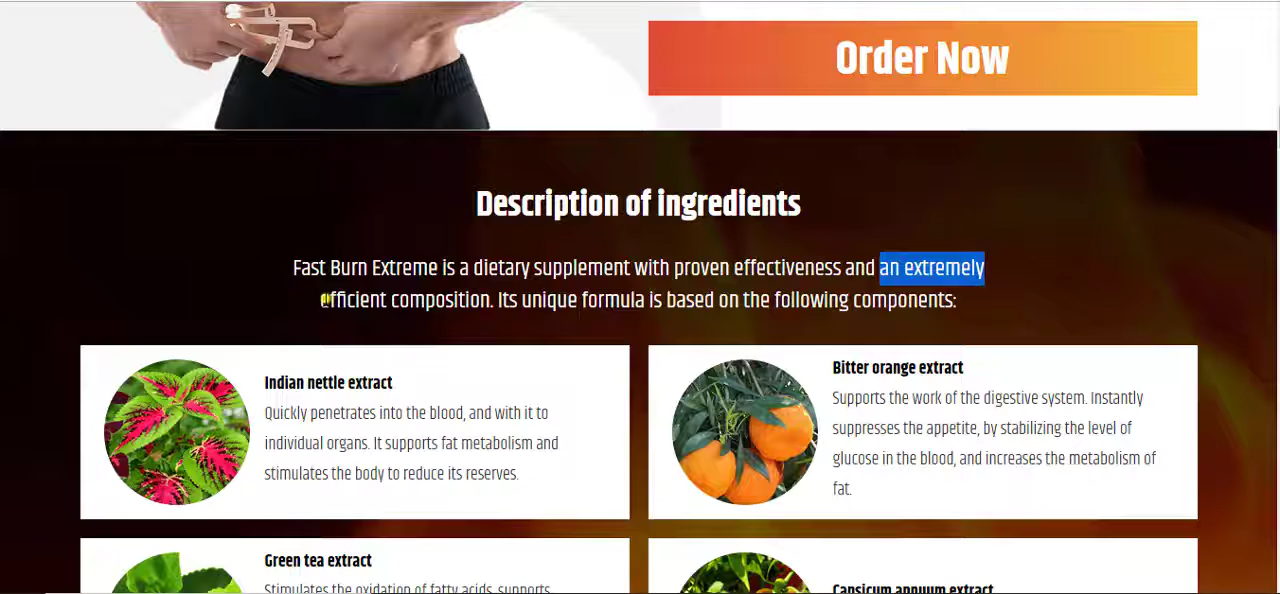 Order Now
Description of ingredients
Fast Burn Extreme is a dietary supplement with proven effectiveness and an extremely
efficient composition. Its unique formula is based on the following components:
Indian nettle extract
Quickly penetrates into the blood, and with it to
individual organs. It supports fat metabolism and
stimulates the body to reduce its reserves.
Bitter orange extract
Supports the work of the digestive system. Instantly
suppresses the appetite, by stabilizing the level of
glucose in the blood, and increases the metabolism of
fat.
Green tea extract
Stimulates the oxidation of fatty acids, supports
Capsicum annuum extract